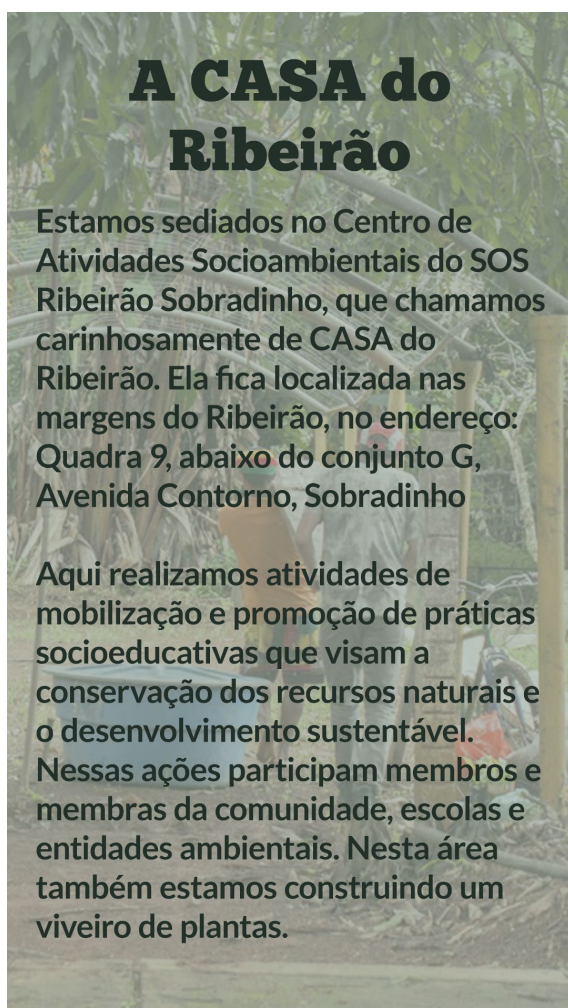 A CASA do
Ribeirão
Estamos sediados no Centro de
Atividades Socioambientais do SOS
Ribeirão Sobradinho, que chamamos
carinhosamente de CASA do
Ribeirão. Ela fica localizada nas
margens do Ribeirão, no endereço:
Quadra 9, abaixo do conjunto G,
Avenida Contorno, Sobradinho
Aqui realizamos atividades de
mobilização e promoção de práticas
socioeducativas que visam a
conservação dos recursos naturais e
o desenvolvimento sustentável.
Nessas ações participam membros e
membras da comunidade, escolas e
entidades ambientais. Nesta área
também estamos construindo um
viveiro de plantas.